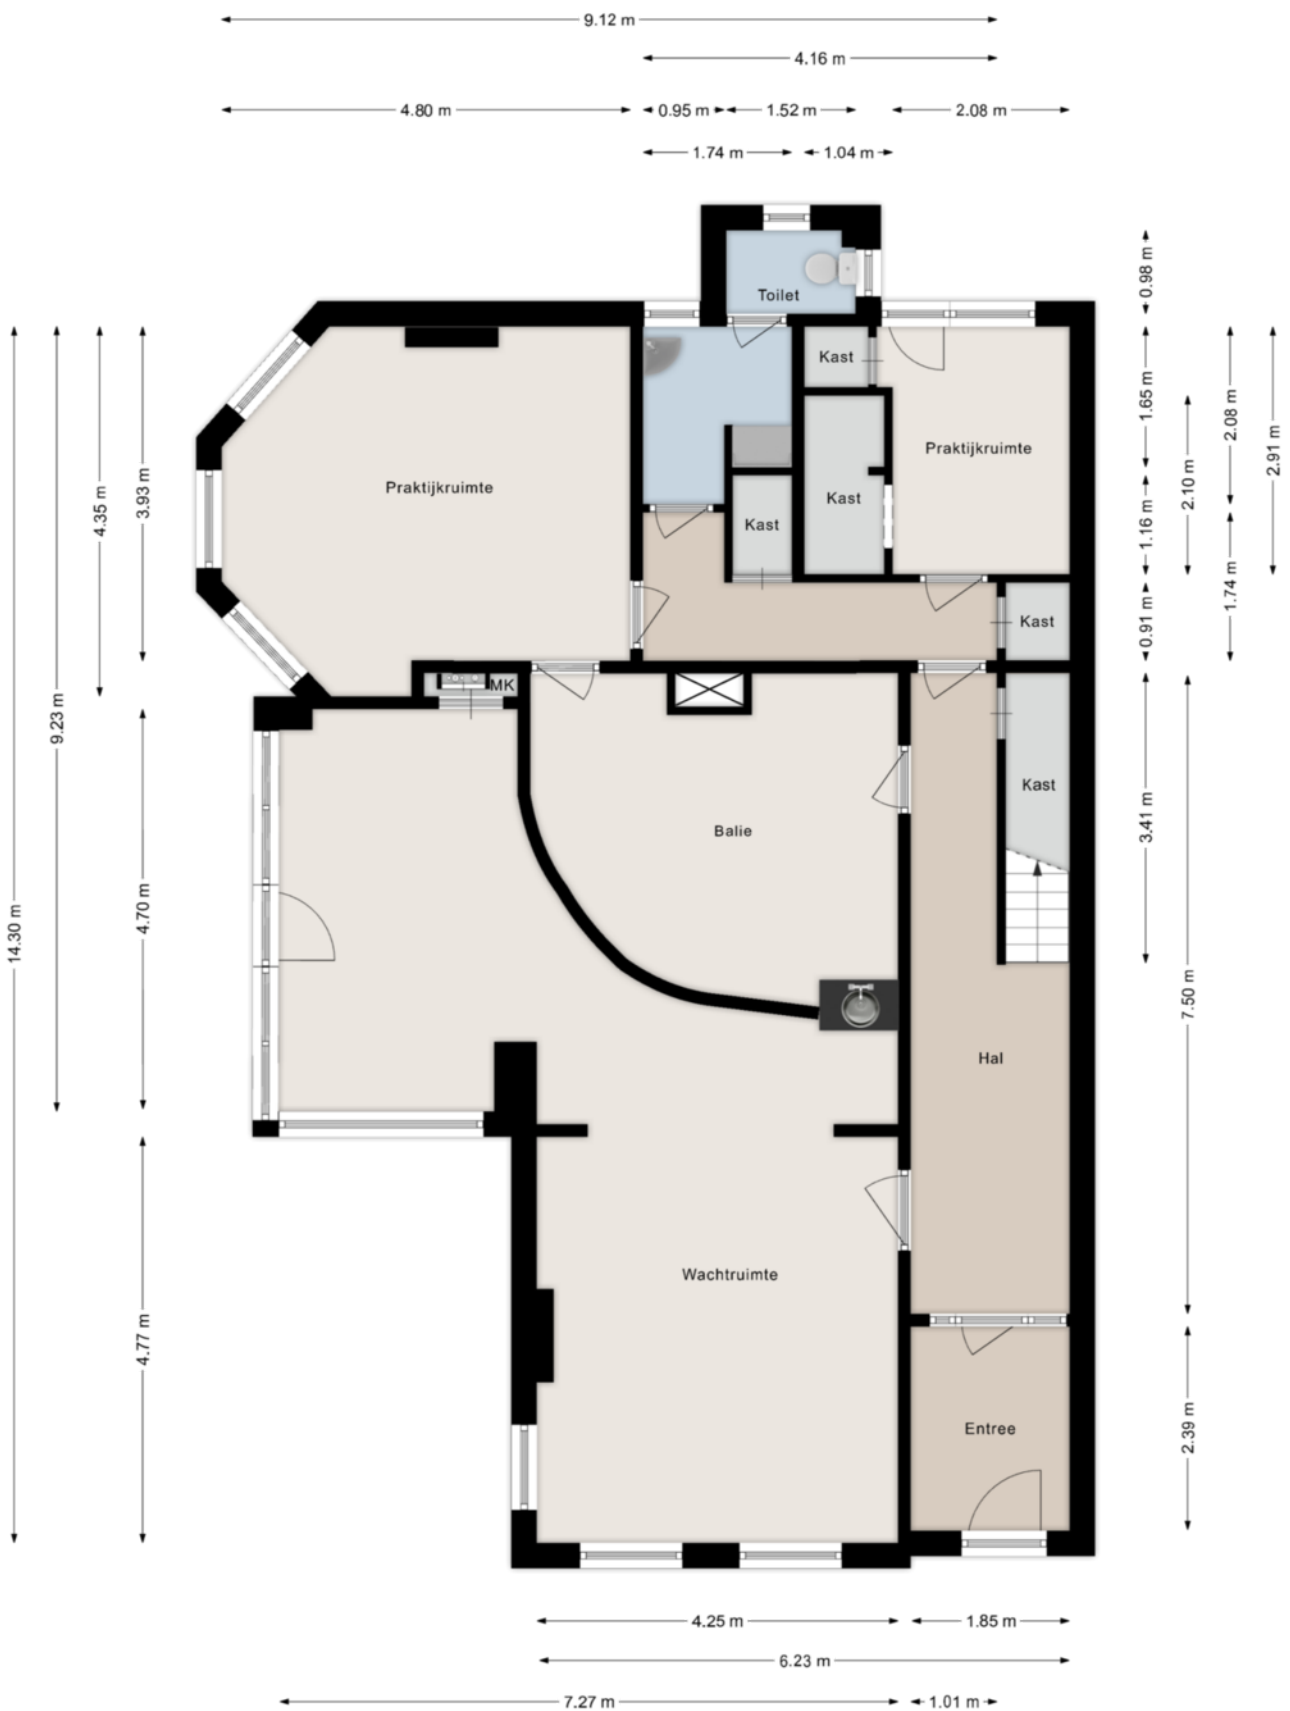 9.12 m
4.16 m
4.80 m
0.95 m
1.52 m
2.08 m
1.74 m
1.04 m
Toilet
0.98 m
Kast
Praktijkruimte
Praktijkruimte
Kast
Kast
1.65 m
2.08 m
2.91 m
2.10 m
1.16 m
1.74 m
0.91 m
3.93 m
4.35 m
9.23 m
14.30 m
Kast
MK
Kast
Balie
3.41 m
4.70 m
7.50 m
Hal
Wachtruimte
4.77 m
Entree
2.39 m
4.25 m
1.85 m
6.23 m
7.27 m
1.01 m